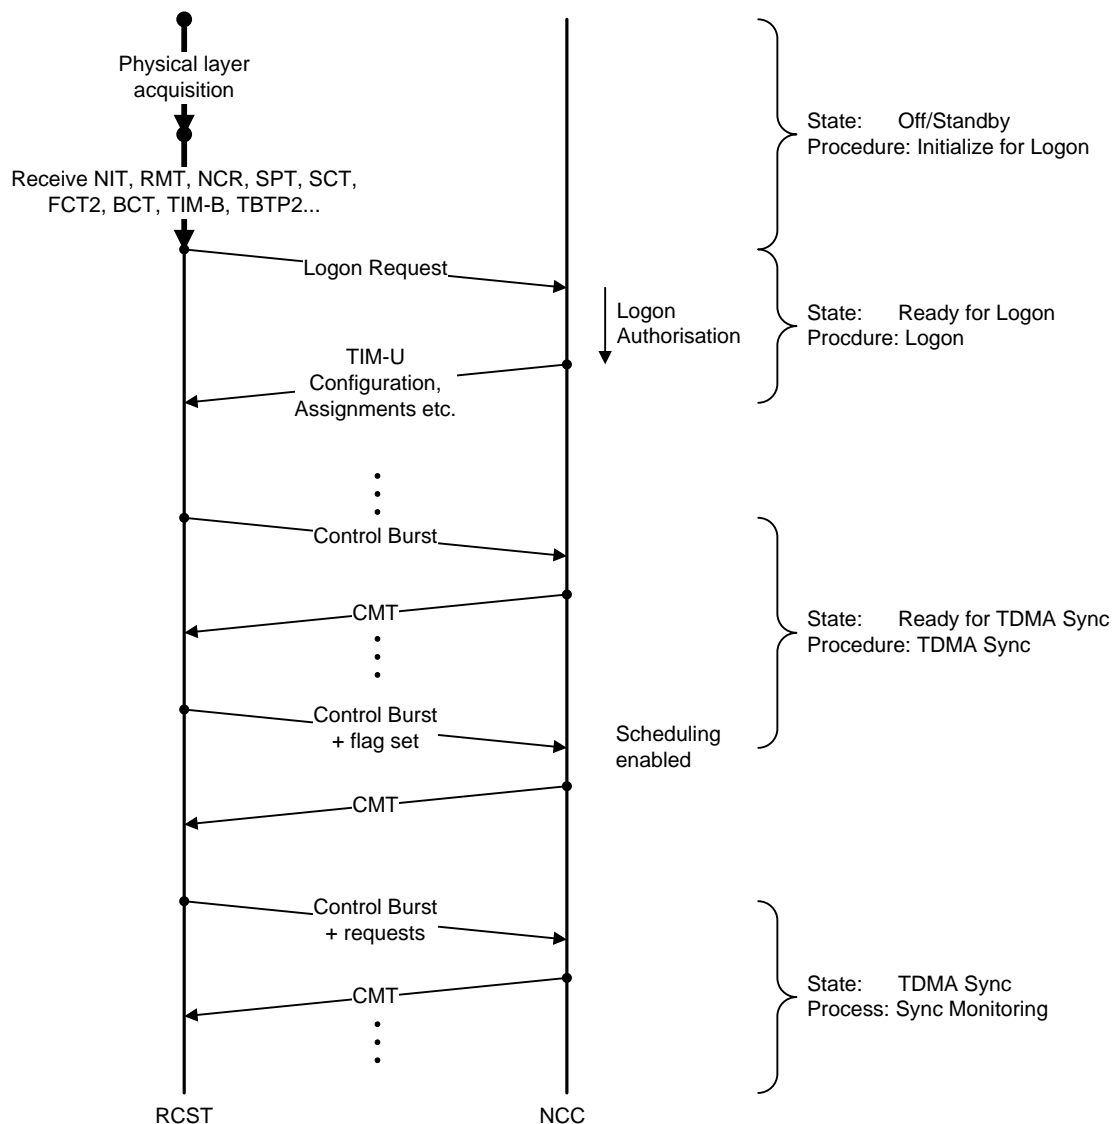 Physical layer
acquisition
State: Off/Standby
Procedure: Initialize for Logon
Receive NIT, RMT, NCR, SPT, SCT,
FCT2, BCT, TIM-B, TBTP2...
Logon Request
Logon
Authorisation
State: Ready for Logon
Procdure: Logon
TIM-U
Configuration,
Assignments etc.
Control Burst
CMT
State: Ready for TDMA Sync
Procedure: TDMA Sync
Control Burst
+ flag set
Scheduling
enabled
CMT
Control Burst
+ requests
CMT
State: TDMA Sync
Process: Sync Monitoring
RCST
NCC